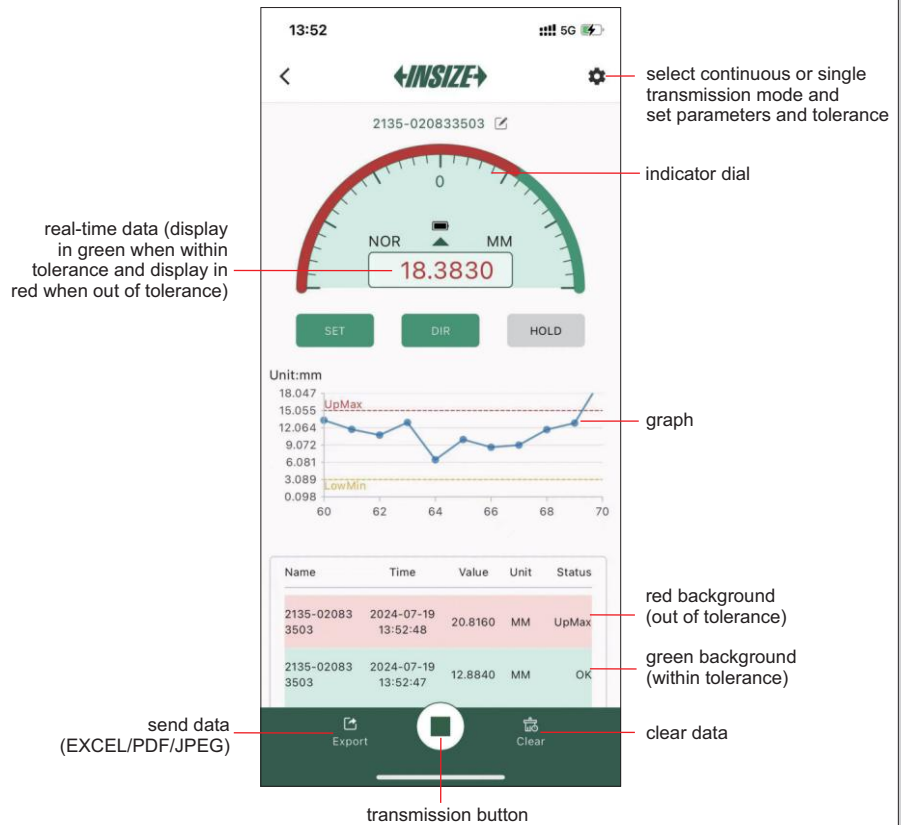 13:52
5G
INSIZE
select continuous or single
transmission mode and
set parameters and tolerance
2135-020833503
indicator dial
0
real-time data (display
in green when within
tolerance and display in
red when out of tolerance)
NOR
MM
18.3830
SET
DIR
HOLD
Unit:mm
18.047
15.055
12.064
9.072
6.081
3.089
0.098
UpMax
LowMin
60 62 64 66 68 70
graph
Name Time Value Unit Status
2135-02083
3503
2024-07-19
13:52:48
20.8160 MM UpMax
red background
(out of tolerance)
2135-02083
3503
2024-07-19
13:52:47
12.8840 MM OK
green background
(within tolerance)
send data
(EXCEL/PDF/JPEG)
Export
Clear
clear data
transmission button